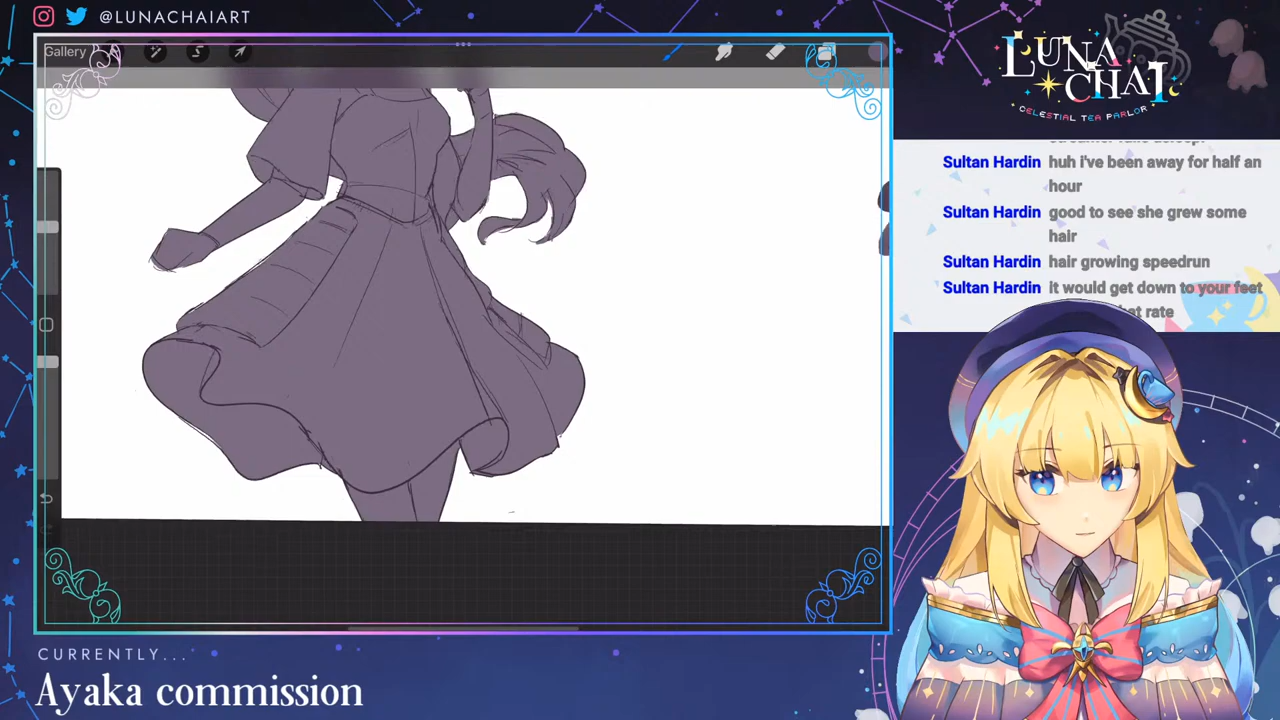 @LUNACHAIART
Gallery
LUNA
CHAI
CELESTIAL TEA PARLOR
Sultan Hardin huh i've been away for half an
hour
Sultan Hardin good to see she grew some
hair
Sultan Hardin hair growing speedrun
Sultan Hardin it would get down to your feet
rate
CURRENTLY...
Ayaka commission